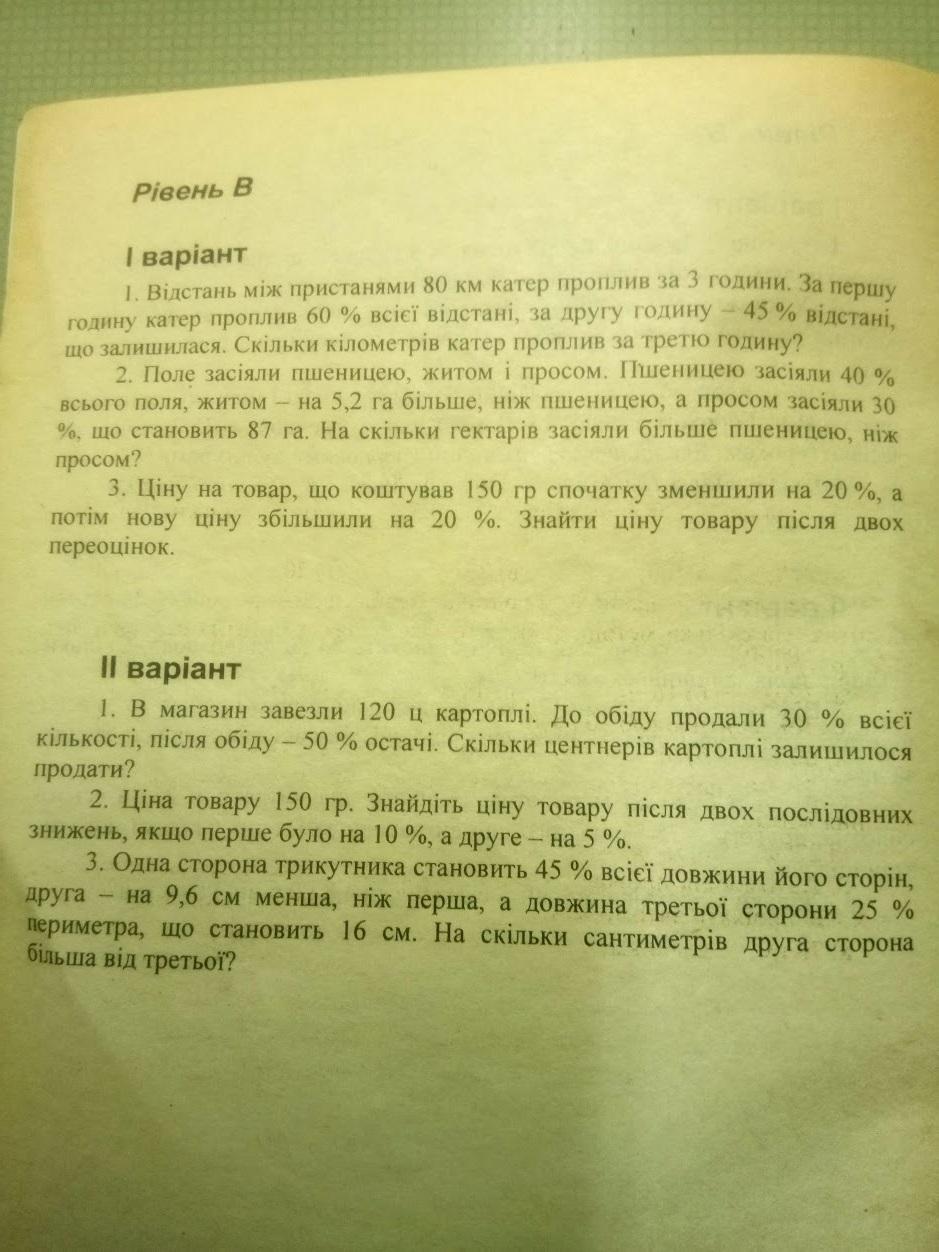 Рівень В
І варіант
1. Відстань між пристанями 80 км катер проплив за 3 години. За першу
годину катер проплив 60 % всієї відстані, за другу годину – 45 % відстані,
що залишилася. Скільки кілометрів катер проплив за третю годину?
2. Поле засіяли пшеницею, житом і просом. Пшеницею засіяли 40 %
всього поля, житом – на 5,2 га більше, ніж пшеницею, а просом засіяли 30
%, що становить 87 га. На скільки гектарів засіяли більше пшеницею, ніж
просом?
3. Ціну на товар, що коштував 150 гр спочатку зменшили на 20 %, а
потім нову ціну збільшили на 20 %. Знайти ціну товару після двох
переоцінок.
ІІ варіант
1. В магазин завезли 120 ц картоплі. До обіду продали 30 % всієї
кількості, після обіду – 50 % остачі. Скільки центнерів картоплі залишилося
продати?
2. Ціна товару 150 гр. Знайдіть ціну товару після двох послідовних
знижень, якщо перше було на 10 %, а друге – на 5 %.
3. Одна сторона трикутника становить 45 % всієї довжини його сторін,
друга – на 9,6 см менша, ніж перша, а довжина третьої сторони 25 %
периметра, що становить 16 см. На скільки сантиметрів друга сторона
більша від третьої?